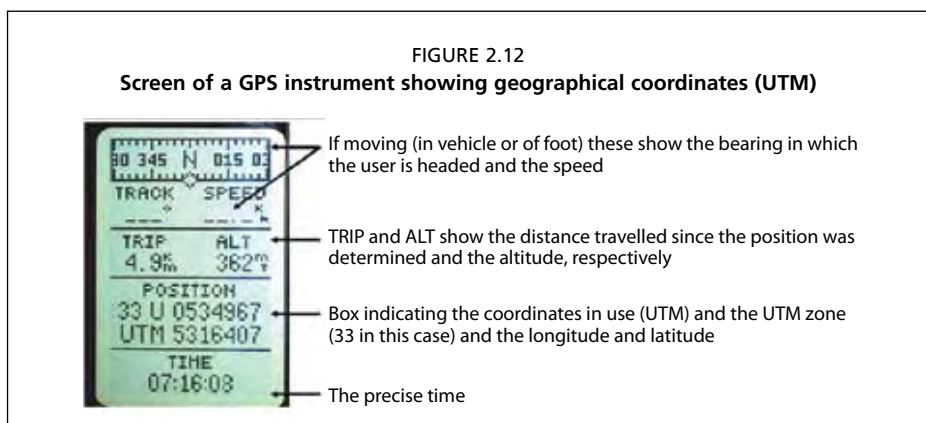 FIGURE 2.12
Screen of a GPS instrument showing geographical coordinates (UTM)
30 345 N 015 03
TRACK SPEED
TRIP ALT
4.9 Km 362 mT
POSITION
33 U 0534967
UTM 5316407
TIME
07:16:08
If moving (in vehicle or of foot) these show the bearing in which
the user is headed and the speed
TRIP and ALT show the distance travelled since the position was
determined and the altitude, respectively
Box indicating the coordinates in use (UTM) and the UTM zone
(33 in this case) and the longitude and latitude
The precise time